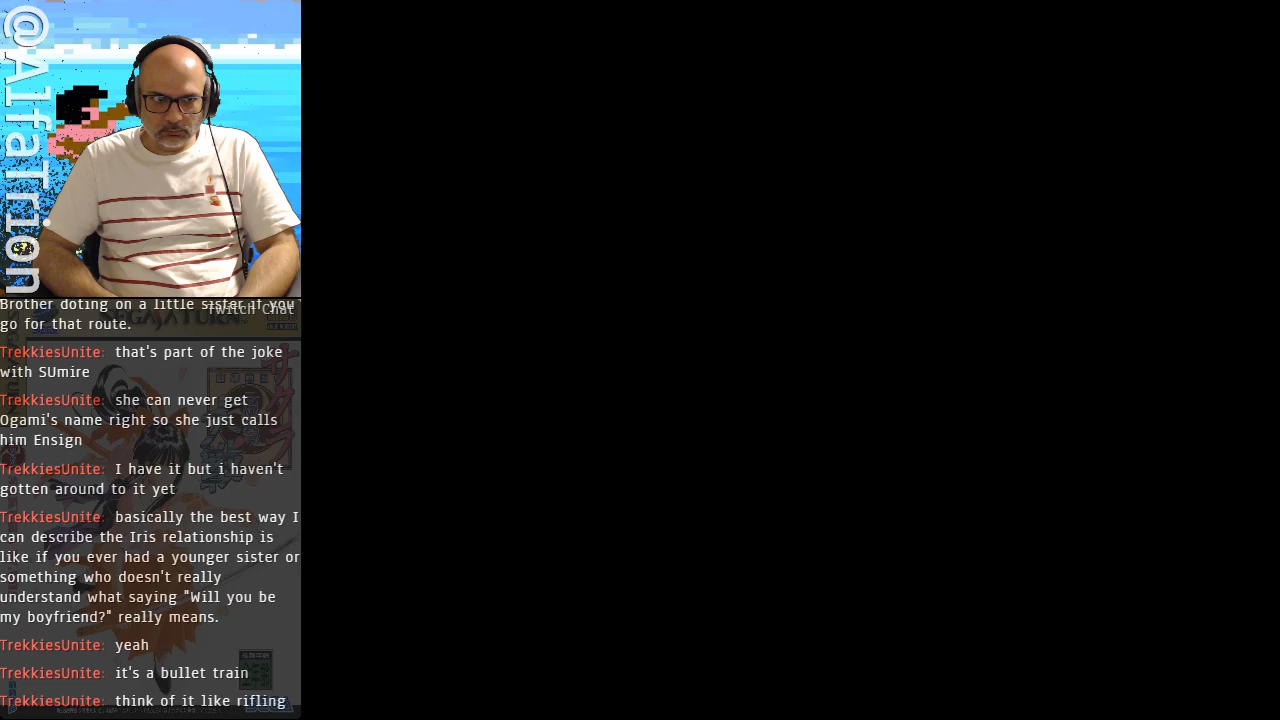 @AlfaTrion
Brother doting on a little sister if you
Twitch Chat
go for that route.
TrekkiesUnite: that's part of the joke
with SUmire
TrekkiesUnite: she can never get
Ogami's name right so she just calls
him Ensign
TrekkiesUnite: I have it but i haven't
gotten around to it yet
TrekkiesUnite: basically the best way I
can describe the Iris relationship is
like if you ever had a younger sister or
something who doesn't really
understand what saying "Will you be
my boyfriend?" really means.
TrekkiesUnite: yeah
TrekkiesUnite: it's a bullet train
TrekkiesUnite: think of it like rifling